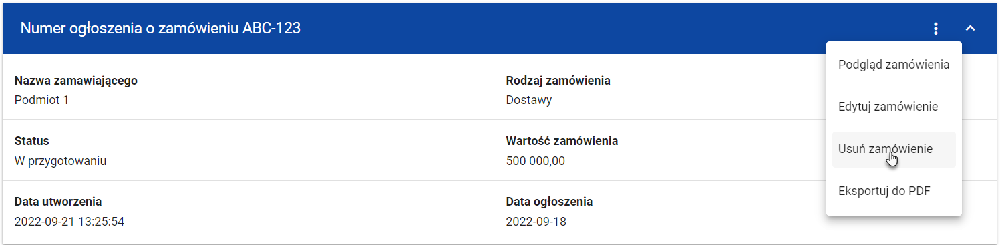 Numer ogłoszenia o zamówieniu ABC-123
Podgląd zamówienia
Edytuj zamówienie
Usuń zamówienie
Eksportuj do PDF
Nazwa zamawiającego
Podmiot 1
Rodzaj zamówienia
Dostawy
Status
W przygotowaniu
Wartość zamówienia
500 000,00
Data utworzenia
2022-09-21 13:25:54
Data ogłoszenia
2022-09-18